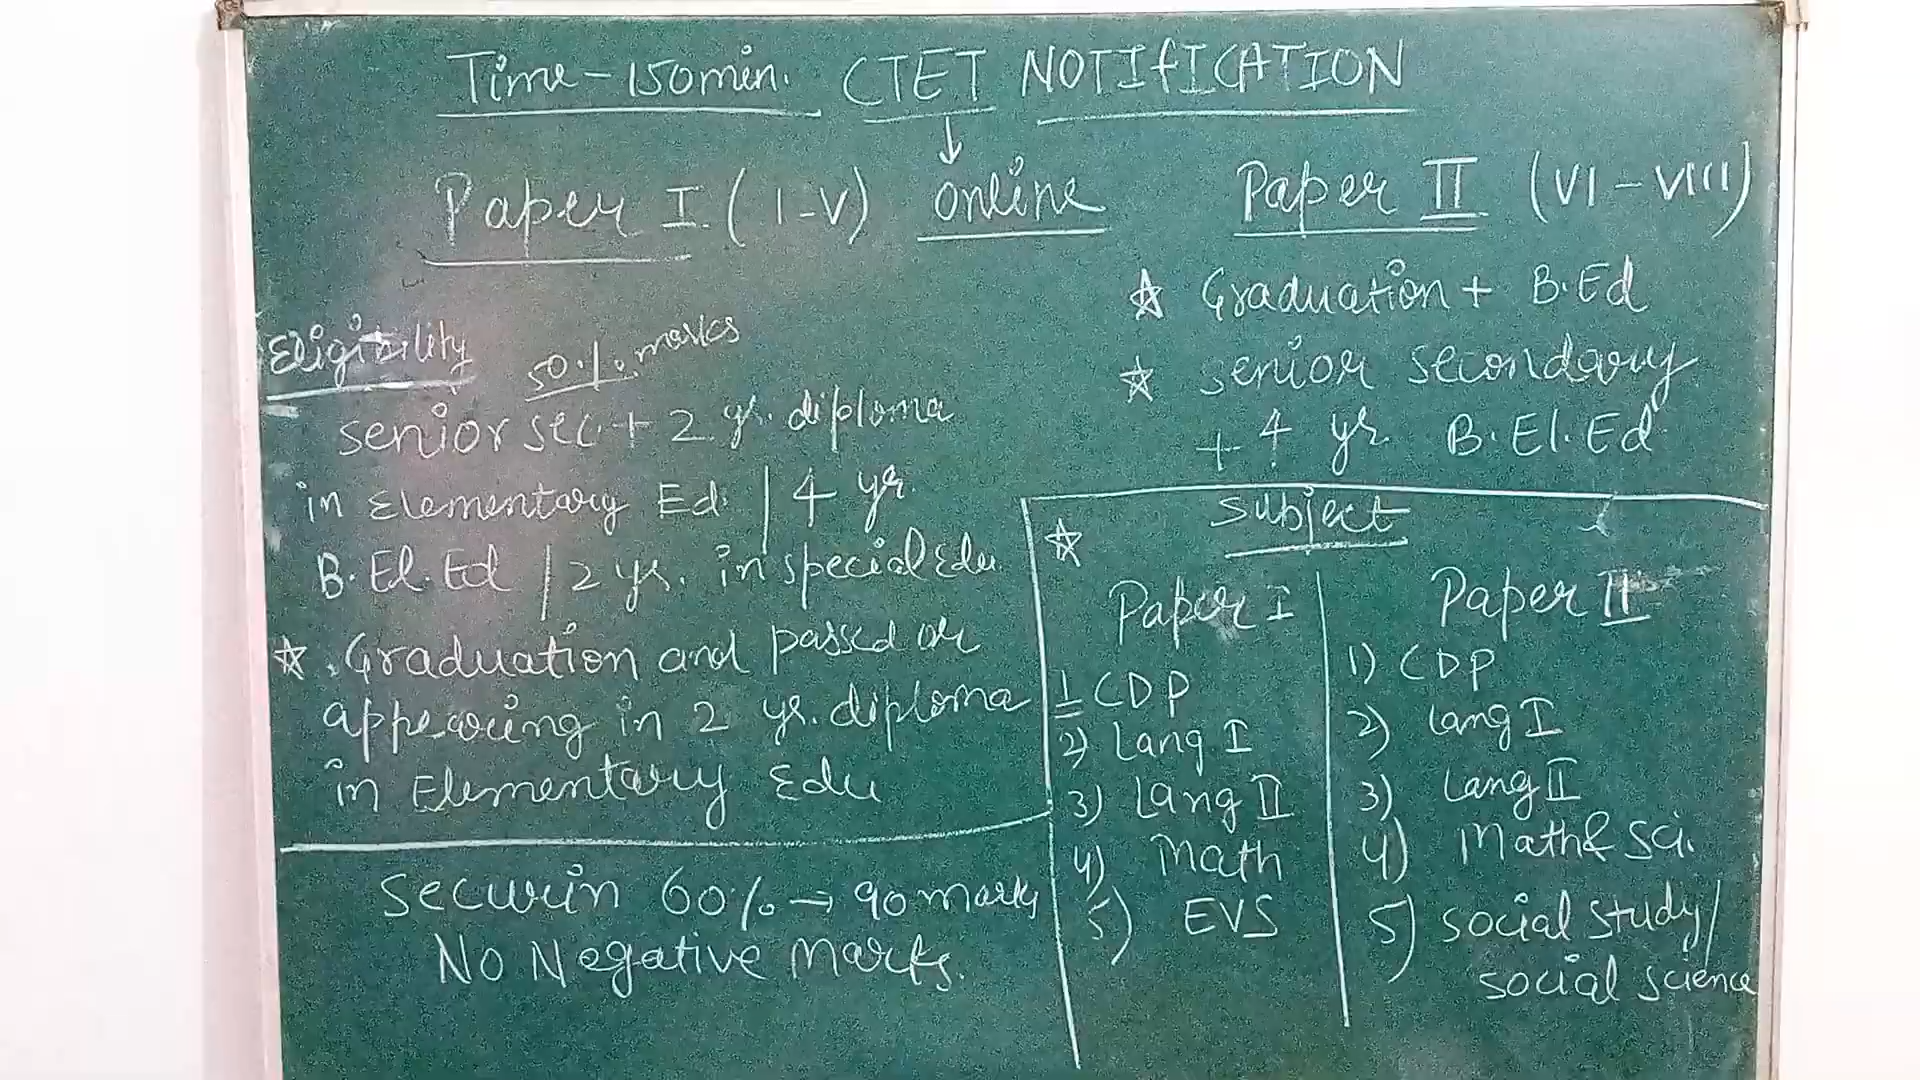 Time - 150 min. CTET NOTIFICATION
↓
Paper I. (I-V) online
Paper II (VI - VIII)
☆ Graduation + B.Ed
☆ senior secondary
+ 4 yr. B.El.Ed
Eligibility 50%. marks
senior sec. + 2 yr. diploma
in Elementary Ed. | 4 yr.
B.El.Ed | 2 yr. in special Edu.
☆ . Graduation and passed or
appearing in 2 yr. diploma
in Elementary Edu
Securein 60% → 90 marks
No Negative marks.
☆ Subject
Paper I
1 CDP
2) Lang I
3) Lang II
4) Math
5) EVS
Paper II
1) CDP
2) Lang I
3) Lang II
4) Math & Sci.
5) social study/
social science